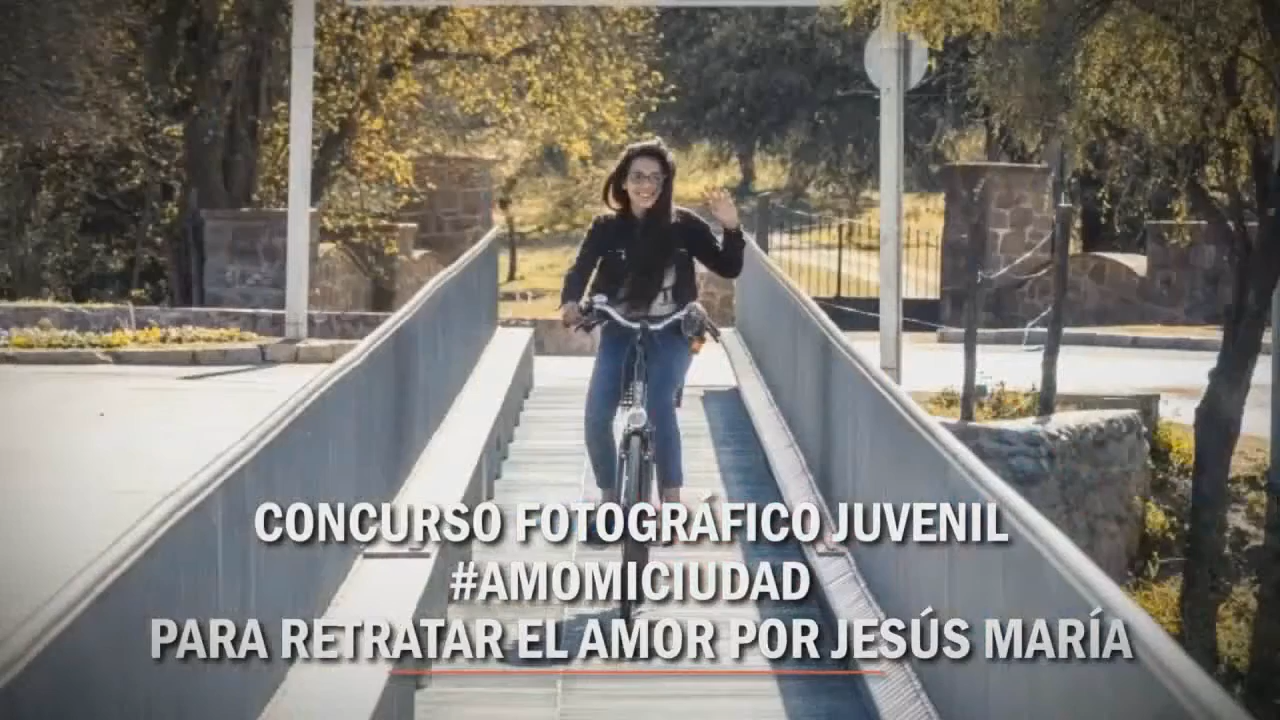 CONCURSO FOTOGRÁFICO JUVENIL
#AMOMICIUDAD
PARA RETRATAR EL AMOR POR JESÚS MARÍA